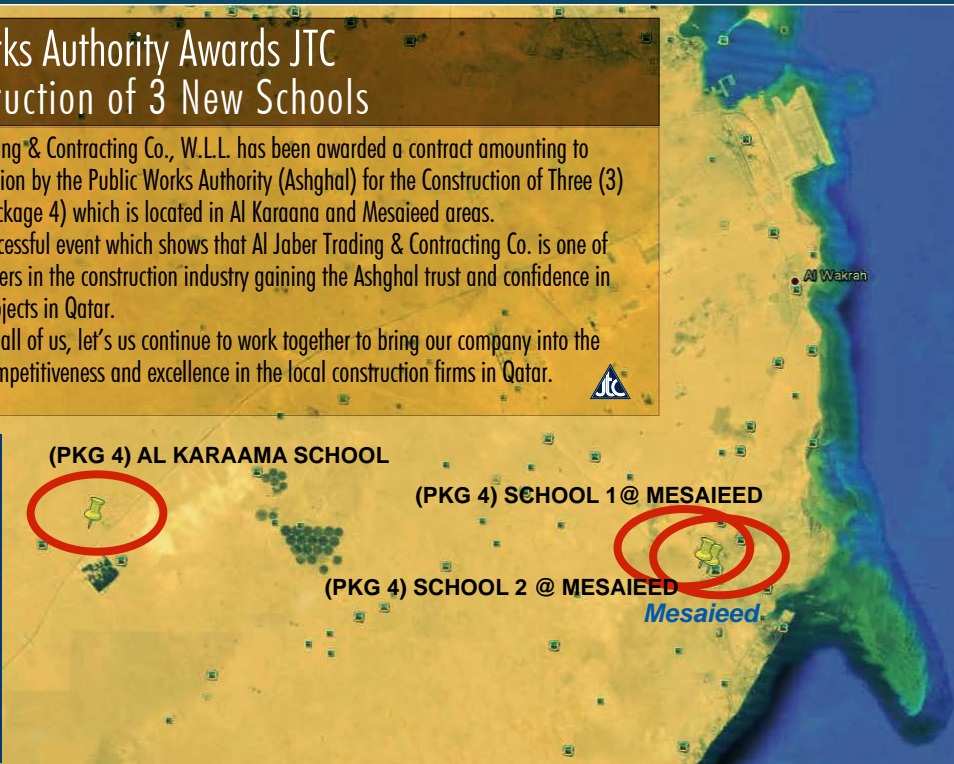 rks Authority Awards JTC
ruction of 3 New Schools
ng & Contracting Co., W.L.L. has been awarded a contract amounting to
ion by the Public Works Authority (Ashghal) for the Construction of Three (3)
ckage 4) which is located in Al Karaana and Mesaieed areas.
cessful event which shows that Al Jaber Trading & Contracting Co. is one of
ers in the construction industry gaining the Ashghal trust and confidence in
jects in Qatar.
all of us, let's us continue to work together to bring our company into the
mpetitiveness and excellence in the local construction firms in Qatar.
jtc
Al Wakrah
(PKG 4) AL KARAAMA SCHOOL
(PKG 4) SCHOOL 1@ MESAIEED
(PKG 4) SCHOOL 2 @ MESAIEED
Mesaieed